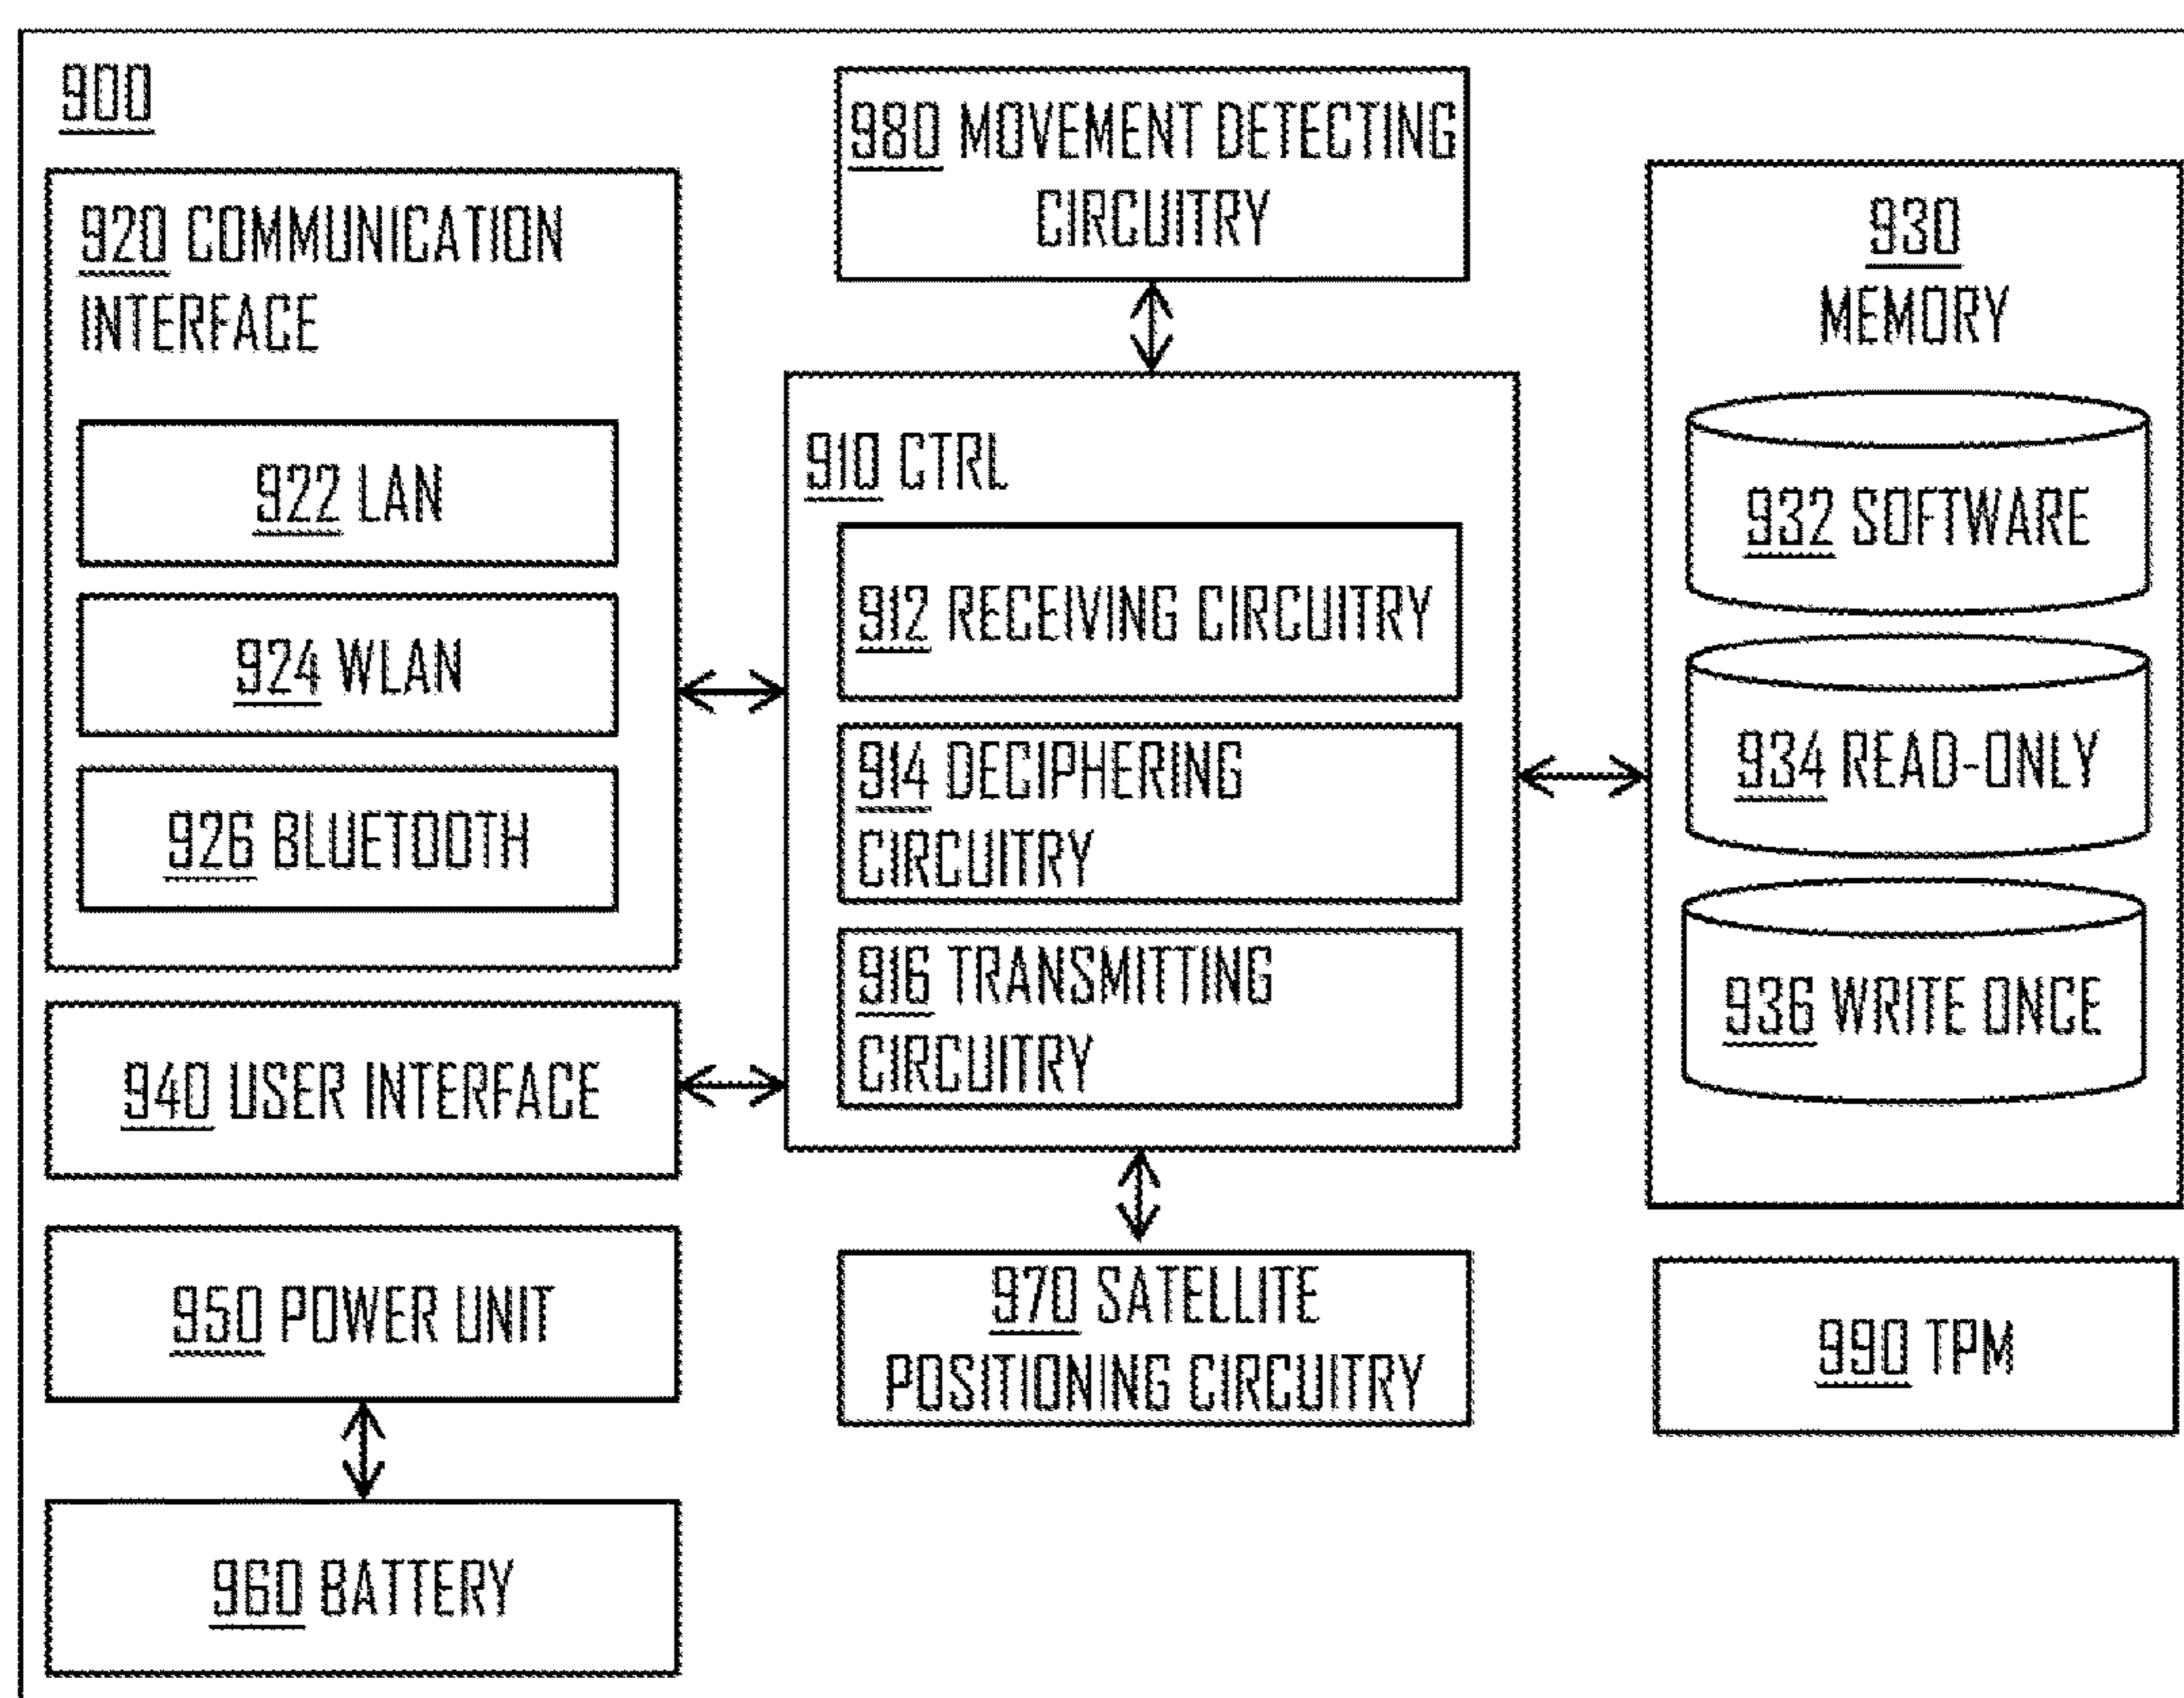 900
920 COMMUNICATION
INTERFACE
922 LAN
924 WLAN
926 BLUETOOTH
940 USER INTERFACE
950 POWER UNIT
960 BATTERY
980 MOVEMENT DETECTING
CIRCUITRY
910 CTRL
912 RECEIVING CIRCUITRY
914 DECIPHERING
CIRCUITRY
916 TRANSMITTING
CIRCUITRY
970 SATELLITE
POSITIONING CIRCUITRY
930
MEMORY
932 SOFTWARE
934 READ-ONLY
936 WRITE ONCE
990 TPM